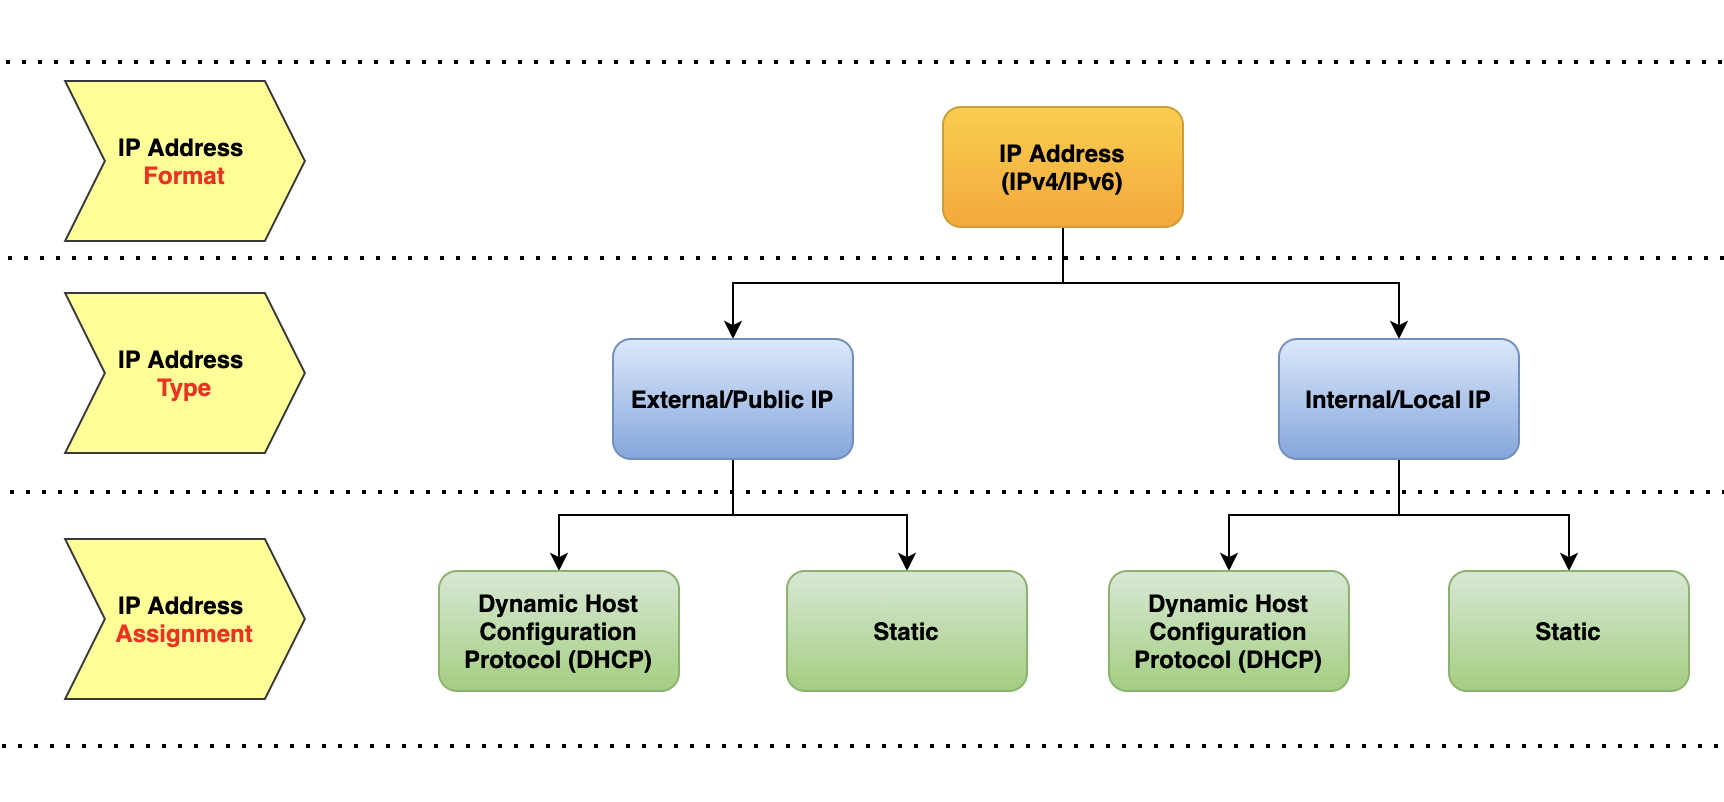 IP Address
Format
IP Address
(IPv4/IPv6)
IP Address
Type
External/Public IP
Internal/Local IP
IP Address
Assignment
Dynamic Host
Configuration
Protocol (DHCP)
Static
Dynamic Host
Configuration
Protocol (DHCP)
Static